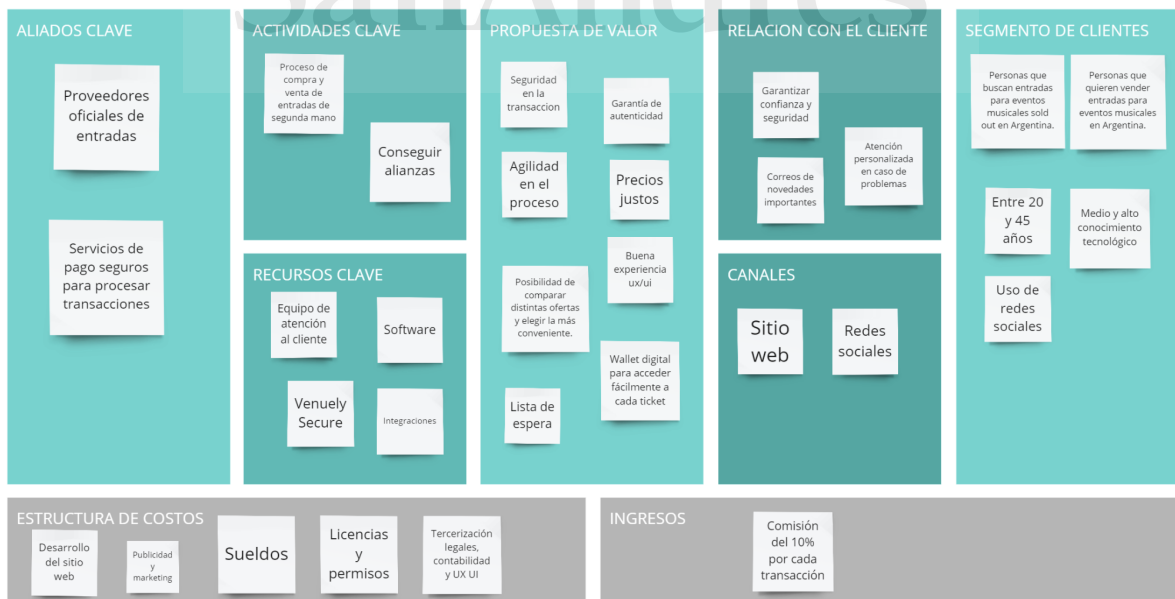 SanAndrés
ALIADOS CLAVE
Proveedores
oficiales de
entradas
Servicios de
pago seguros
para procesar
transacciones
ACTIVIDADES CLAVE
Proceso de
compra y
venta de
entradas de
segunda mano
Conseguir
alianzas
RECURSOS CLAVE
Equipo de
atención
al cliente
Software
Venuely
Secure
Integraciones
PROPUESTA DE VALOR
Seguridad
en la
transaccion
Garantía de
autenticidad
Agilidad
en el
proceso
Precios
justos
Buena
experiencia
ux/ui
Posibilidad de
comparar
distintas ofertas
y elegir la más
conveniente.
Wallet digital
para acceder
fácilmente a
cada ticket
Lista de
espera
RELACION CON EL CLIENTE
Garantizar
confianza y
seguridad
Atención
personalizada
en caso de
problemas
Correos de
novedades
importantes
CANALES
Sitio
web
Redes
sociales
SEGMENTO DE CLIENTES
Personas que
buscan entradas
para eventos
musicales sold
out en Argentina.
Personas que
quieren vender
entradas para
eventos musicales
en Argentina.
Entre 20
y 45
años
Medio y alto
conocimiento
tecnológico
Uso de
redes
sociales
ESTRUCTURA DE COSTOS
Desarrollo
del sitio
web
Publicidad
y
marketing
Sueldos
Licencias
y
permisos
Tercerización
legales,
contabilidad
y UX UI
INGRESOS
Comisión
del 10%
por cada
transacción